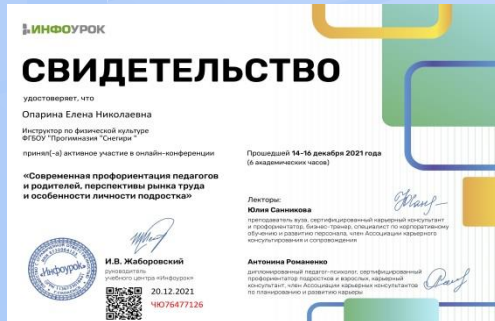 ИНФОУРОК
СВИДЕТЕЛЬСТВО
удостоверяет, что
Опарина Елена Николаевна
Инструктор по физической культуре
ФГБОУ "Прогимназия "Снегири "
принял(-а) активное участие в онлайн-конференции
«Современная профориентация педагогов
и родителей, перспективы рынка труда
и особенности личности подростка»
Прошедшей 14-16 декабря 2021 года
(6 академических часов)
Лекторы:
Юлия Санникова
преподаватель вуза, сертифицированный карьерный консультант
и профориентатор, бизнес-тренер, специалист по корпоративному
обучению и развитию персонала, член Ассоциации карьерного
консультирования и сопровождения
Антонина Романенко
дипломированный педагог-психолог, сертифицированный
профориентатор подростков и взрослых, карьерный
консультант, член Ассоциации карьерных консультантов
по планированию и развитию карьеры
«Инфоурок»
И.В. Жаборовский
руководитель
учебного центра «Инфоурок»
20.12.2021
ЧЮ76477126